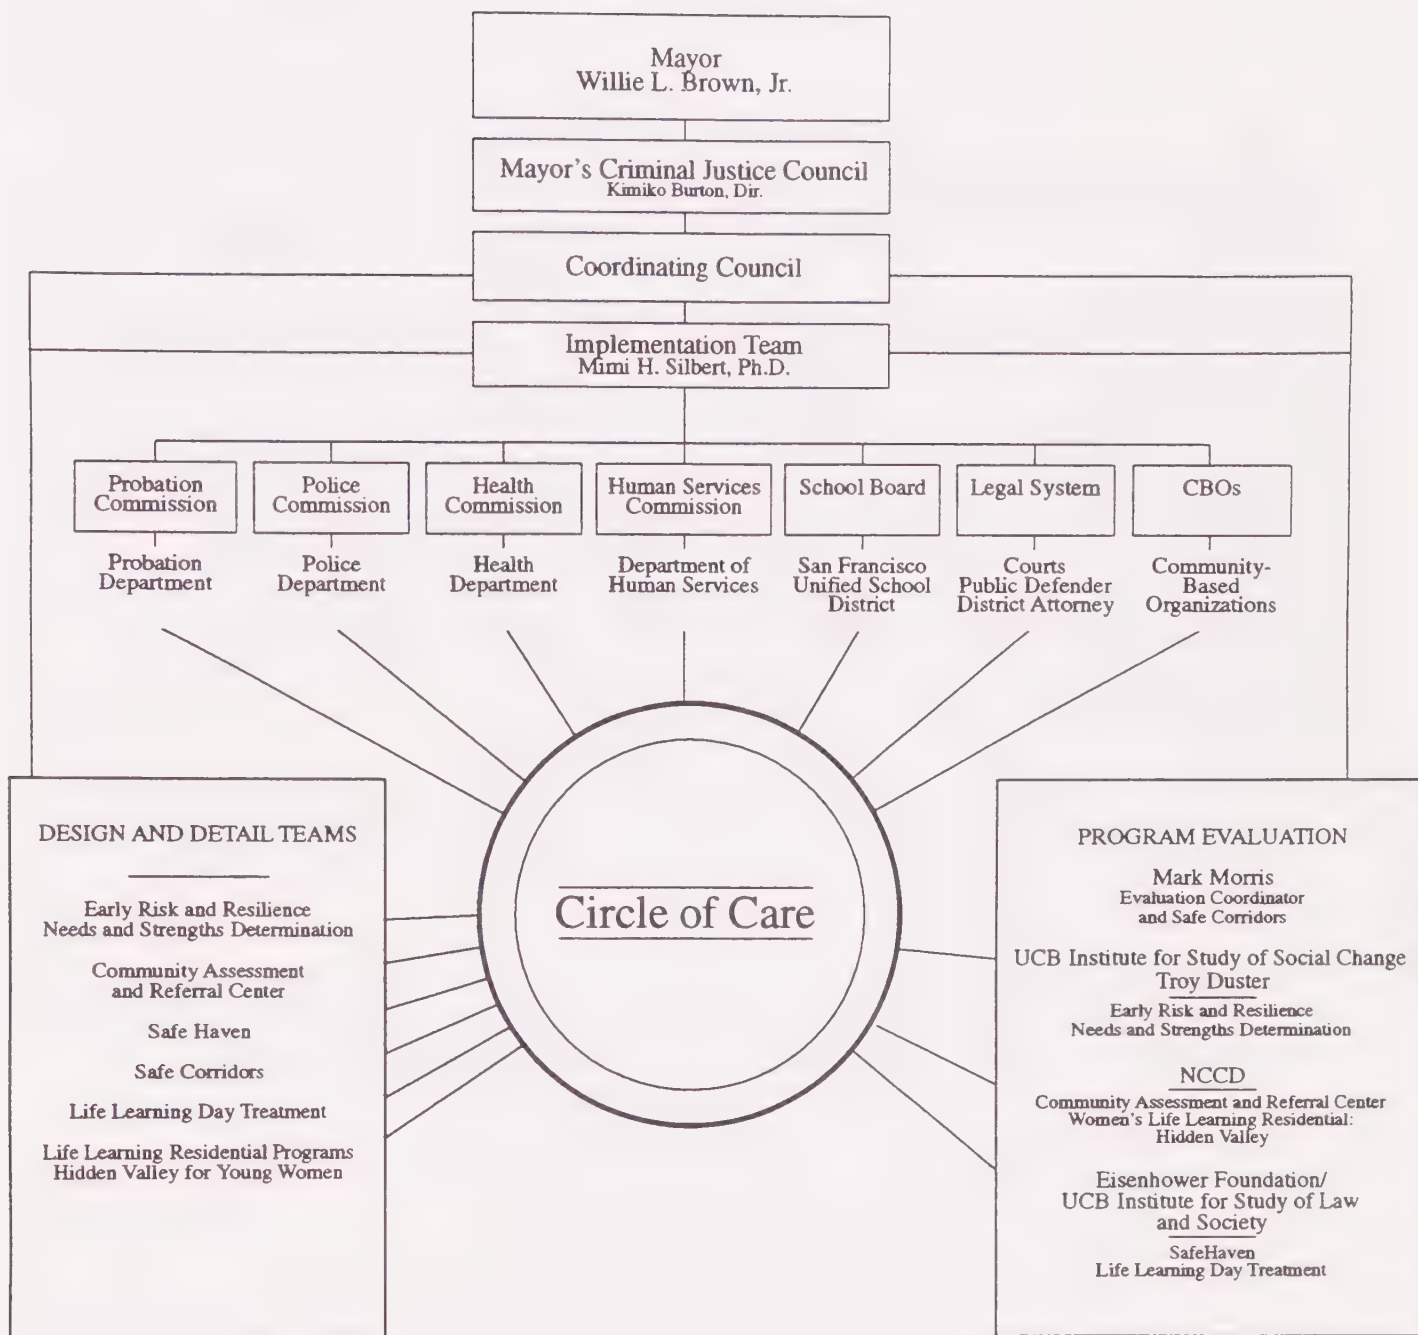 Mayor
Willie L. Brown, Jr.
Mayor's Criminal Justice Council
Kimiko Burton, Dir.
Coordinating Council
Implementation Team
Mimi H. Silbert, Ph.D.
Probation
Commission
Police
Commission
Health
Commission
Human Services
Commission
School Board
Legal System
CBOs
Probation
Department
Police
Department
Health
Department
Department of
Human Services
San Francisco
Unified School
District
Courts
Public Defender
District Attorney
Community-
Based
Organizations
Circle of Care
DESIGN AND DETAIL TEAMS
Early Risk and Resilience
Needs and Strengths Determination
Community Assessment
and Referral Center
Safe Haven
Safe Corridors
Life Learning Day Treatment
Life Learning Residential Programs
Hidden Valley for Young Women
PROGRAM EVALUATION
Mark Morris
Evaluation Coordinator
and Safe Corridors
UCB Institute for Study of Social Change
Troy Duster
Early Risk and Resilience
Needs and Strengths Determination
NCCD
Community Assessment and Referral Center
Women's Life Learning Residential:
Hidden Valley
Eisenhower Foundation/
UCB Institute for Study of Law
and Society
SafeHaven
Life Learning Day Treatment